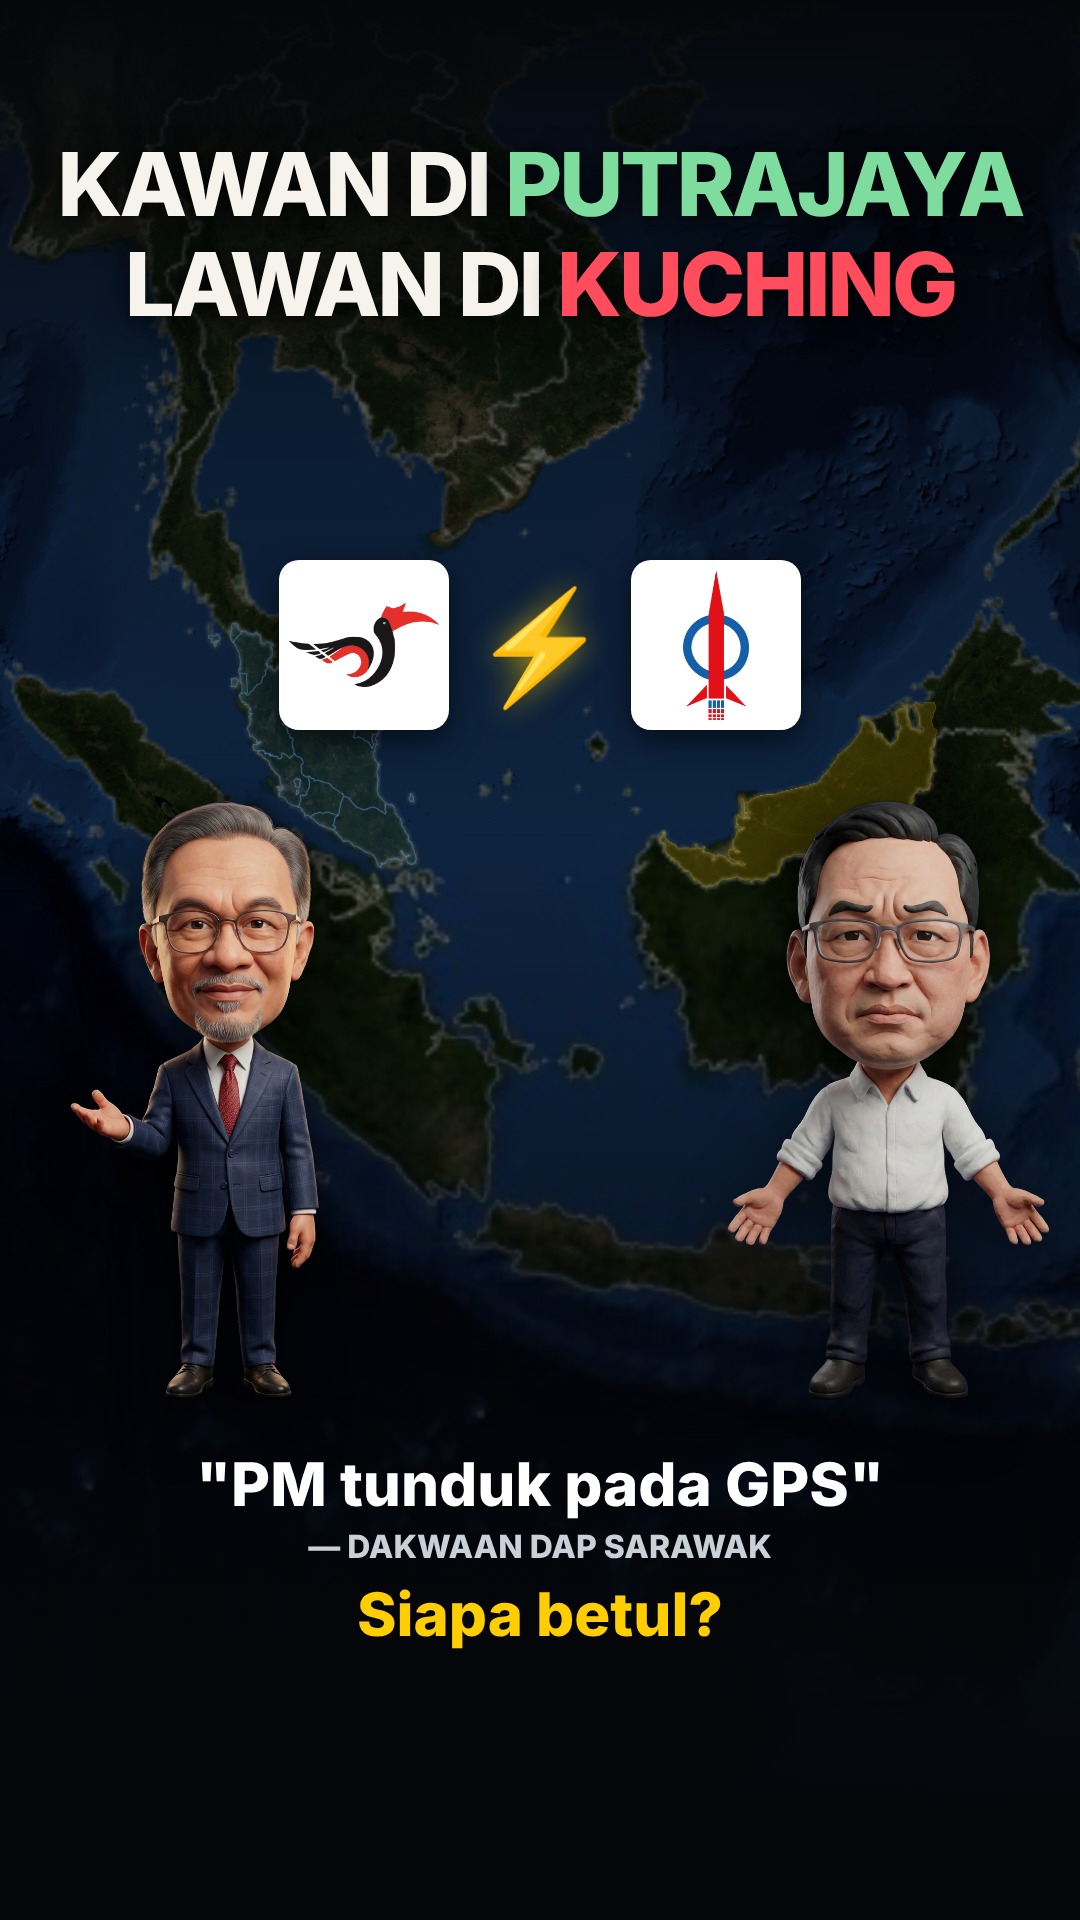 KAWAN DI PUTRAJAYA
LAWAN DI KUCHING
"PM tunduk pada GPS"
— DAKWAAN DAP SARAWAK
Siapa betul?